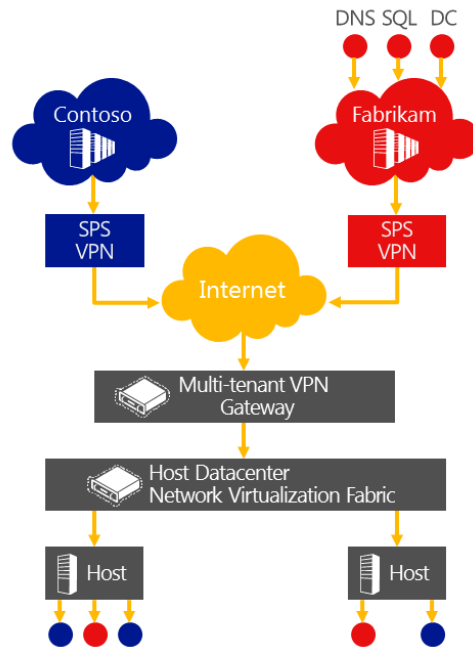 DNS SQL DC
Contoso
Fabrikam
SPS
VPN
SPS
VPN
Internet
Multi-tenant VPN
Gateway
Host Datacenter
Network Virtualization Fabric
Host
Host